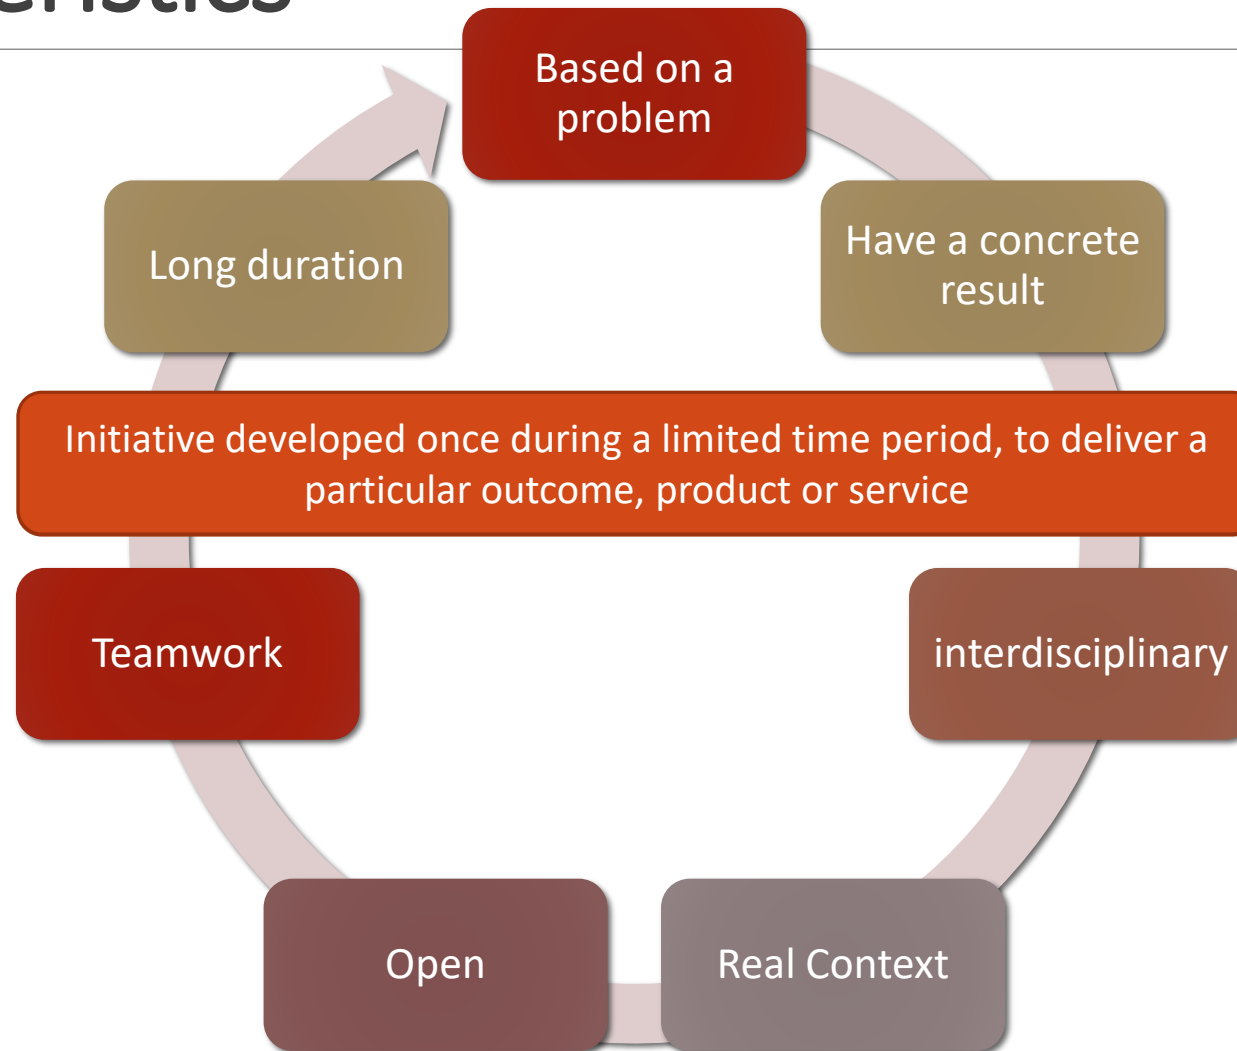 Based on a
problem
Have a concrete
result
Long duration
Initiative developed once during a limited time period, to deliver a
particular outcome, product or service
Teamwork
interdisciplinary
Open
Real Context